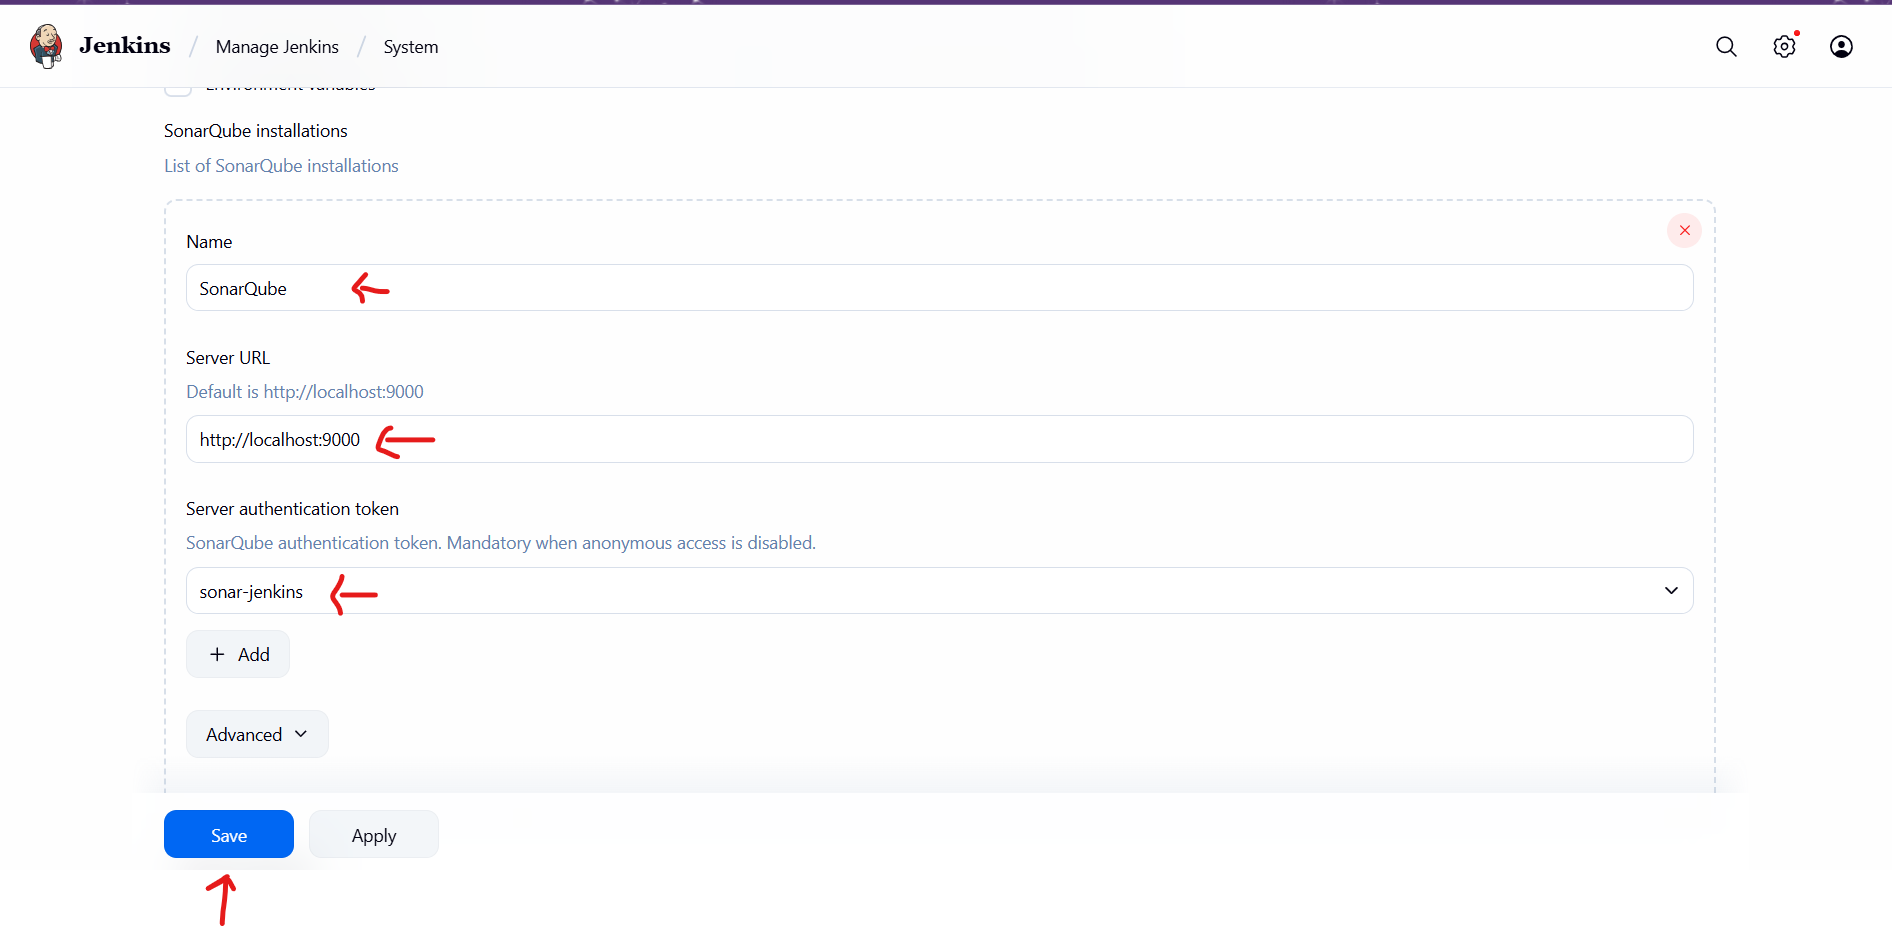 Jenkins / Manage Jenkins / System
Environment variables
SonarQube installations
List of SonarQube installations
Name
SonarQube
Server URL
Default is http://localhost:9000
http://localhost:9000
Server authentication token
SonarQube authentication token. Mandatory when anonymous access is disabled.
sonar-jenkins
+ Add
Advanced
Save
Apply